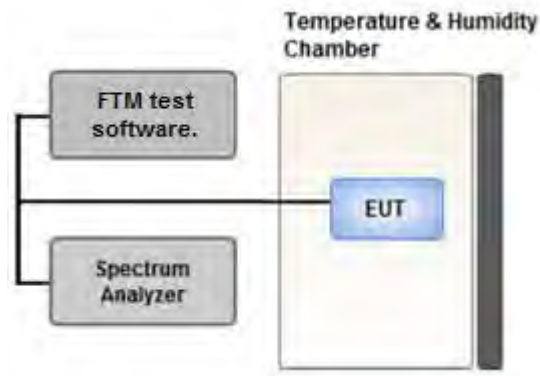 Temperature & Humidity
Chamber
FTM test
software.
EUT
Spectrum
Analyzer